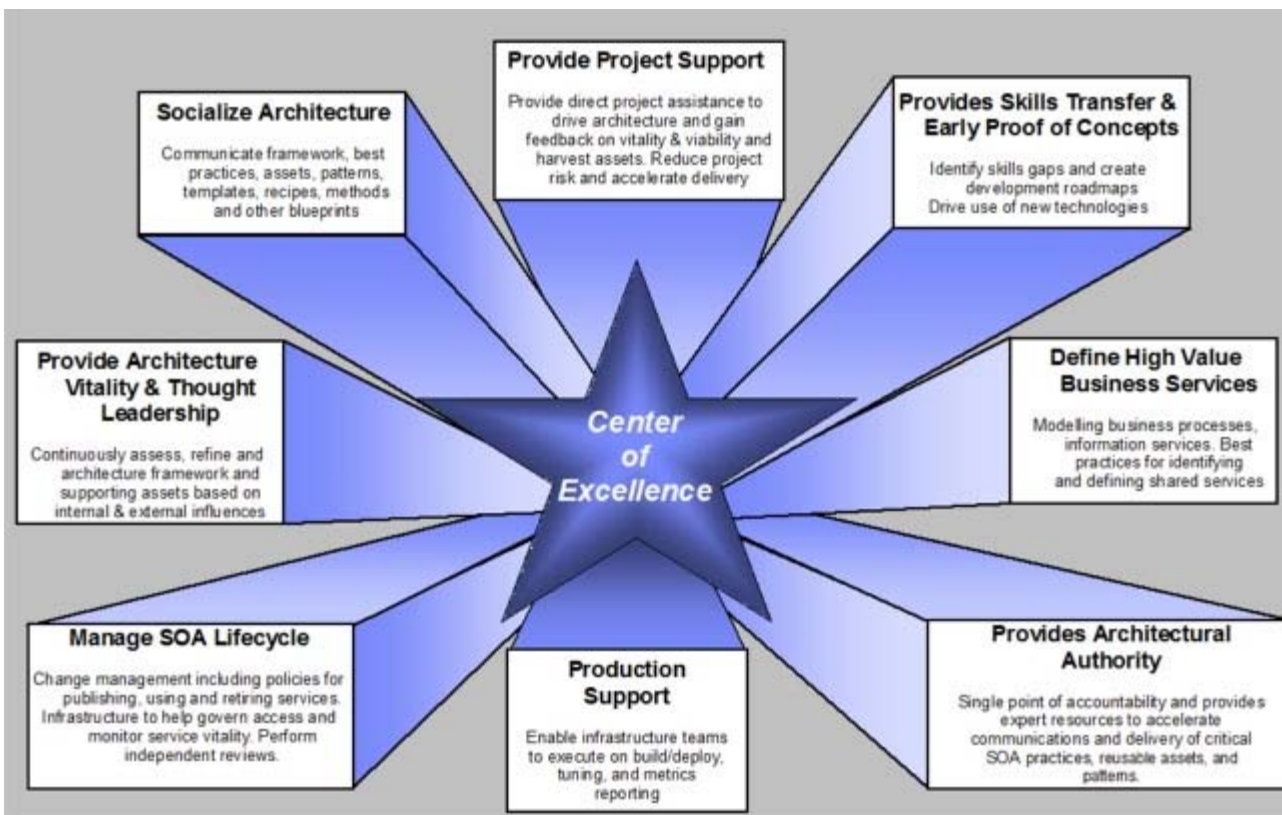 Provide Project Support
Provide direct project assistance to
drive architecture and gain
feedback on vitality & viability and
harvest assets. Reduce project
risk and accelerate delivery
Socialize Architecture
Communicate framework, best
practices, assets, patterns,
templates, recipes, methods
and other blueprints
Provides Skills Transfer &
Early Proof of Concepts
Identify skills gaps and create
development roadmaps
Drive use of new technologies
Provide Architecture
Vitality & Thought
Leadership
Continuously assess, refine and
architecture framework and
supporting assets based on
internal & external influences
Center
of
Excellence
Define High Value
Business Services
Modelling business processes,
information services. Best
practices for identifying
and defining shared services
Manage SOA Lifecycle
Change management including policies for
publishing, using and retiring services.
Infrastructure to help govern access and
monitor service vitality. Perform
independent reviews.
Production
Support
Enable infrastructure teams
to execute on build/deploy,
tuning, and metrics
reporting
Provides Architectural
Authority
Single point of accountability and provides
expert resources to accelerate
communications and delivery of critical
SOA practices, reusable assets, and
patterns.